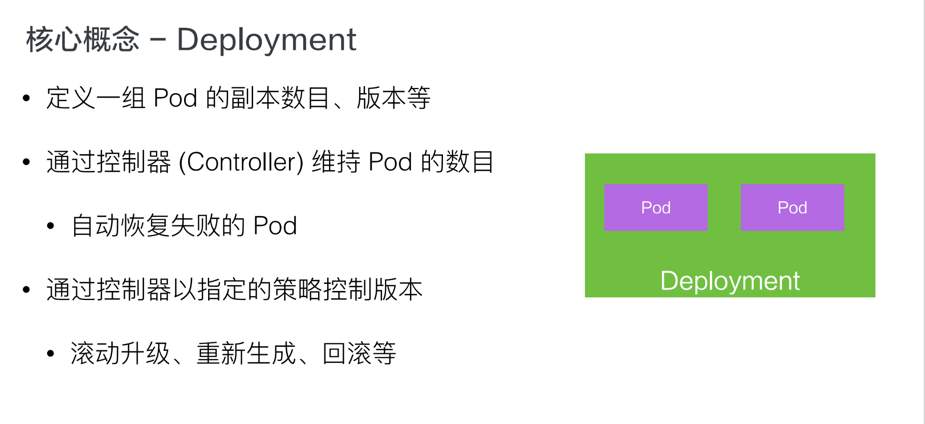 核心概念 – Deployment
• 定义一组 Pod 的副本数目、版本等
• 通过控制器 (Controller) 维持 Pod 的数目
• 自动恢复失败的 Pod
• 通过控制器以指定的策略控制版本
• 滚动升级、重新生成、回滚等
Pod Pod
Deployment